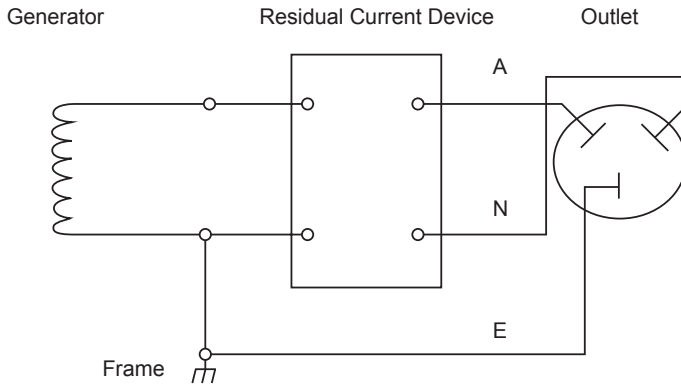 Generator
Residual Current Device
Outlet
A
N
E
Frame